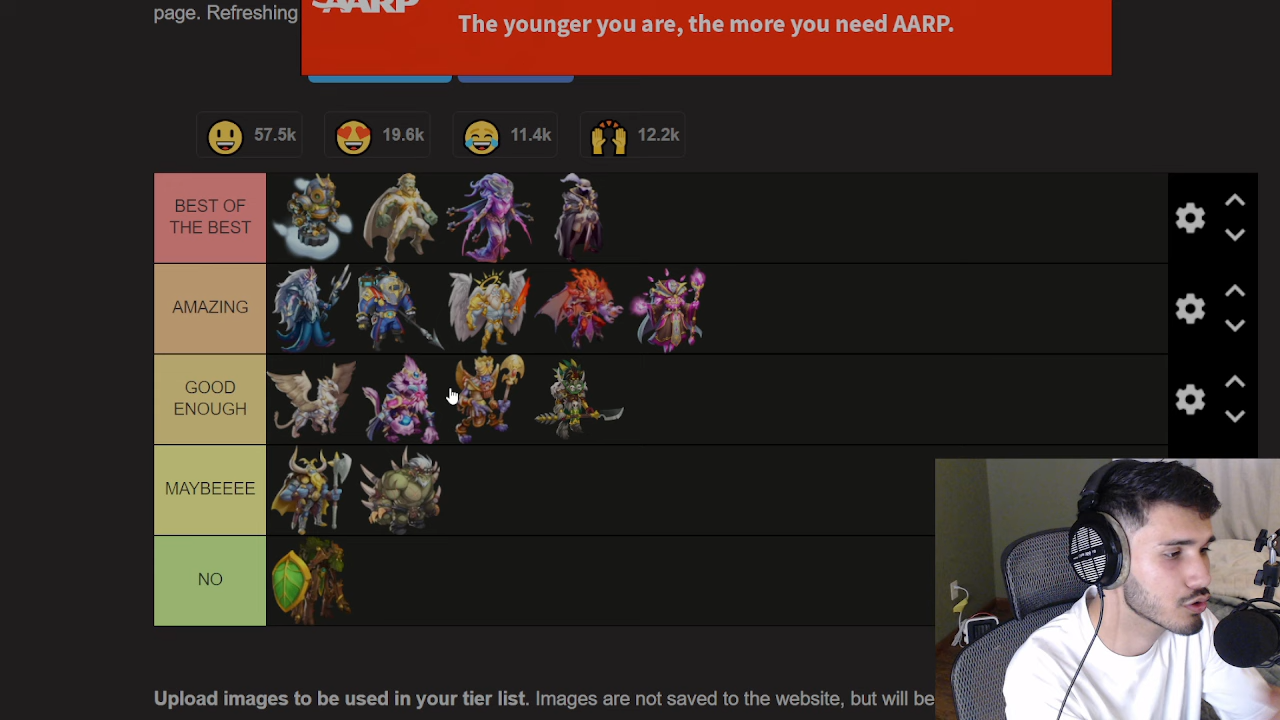 page. Refreshing
AARP
The younger you are, the more you need AARP.
57.5k
19.6k
11.4k
12.2k
BEST OF
THE BEST
AMAZING
GOOD
ENOUGH
MAYBEEEE
NO
Upload images to be used in your tier list. Images are not saved to the website, but will be